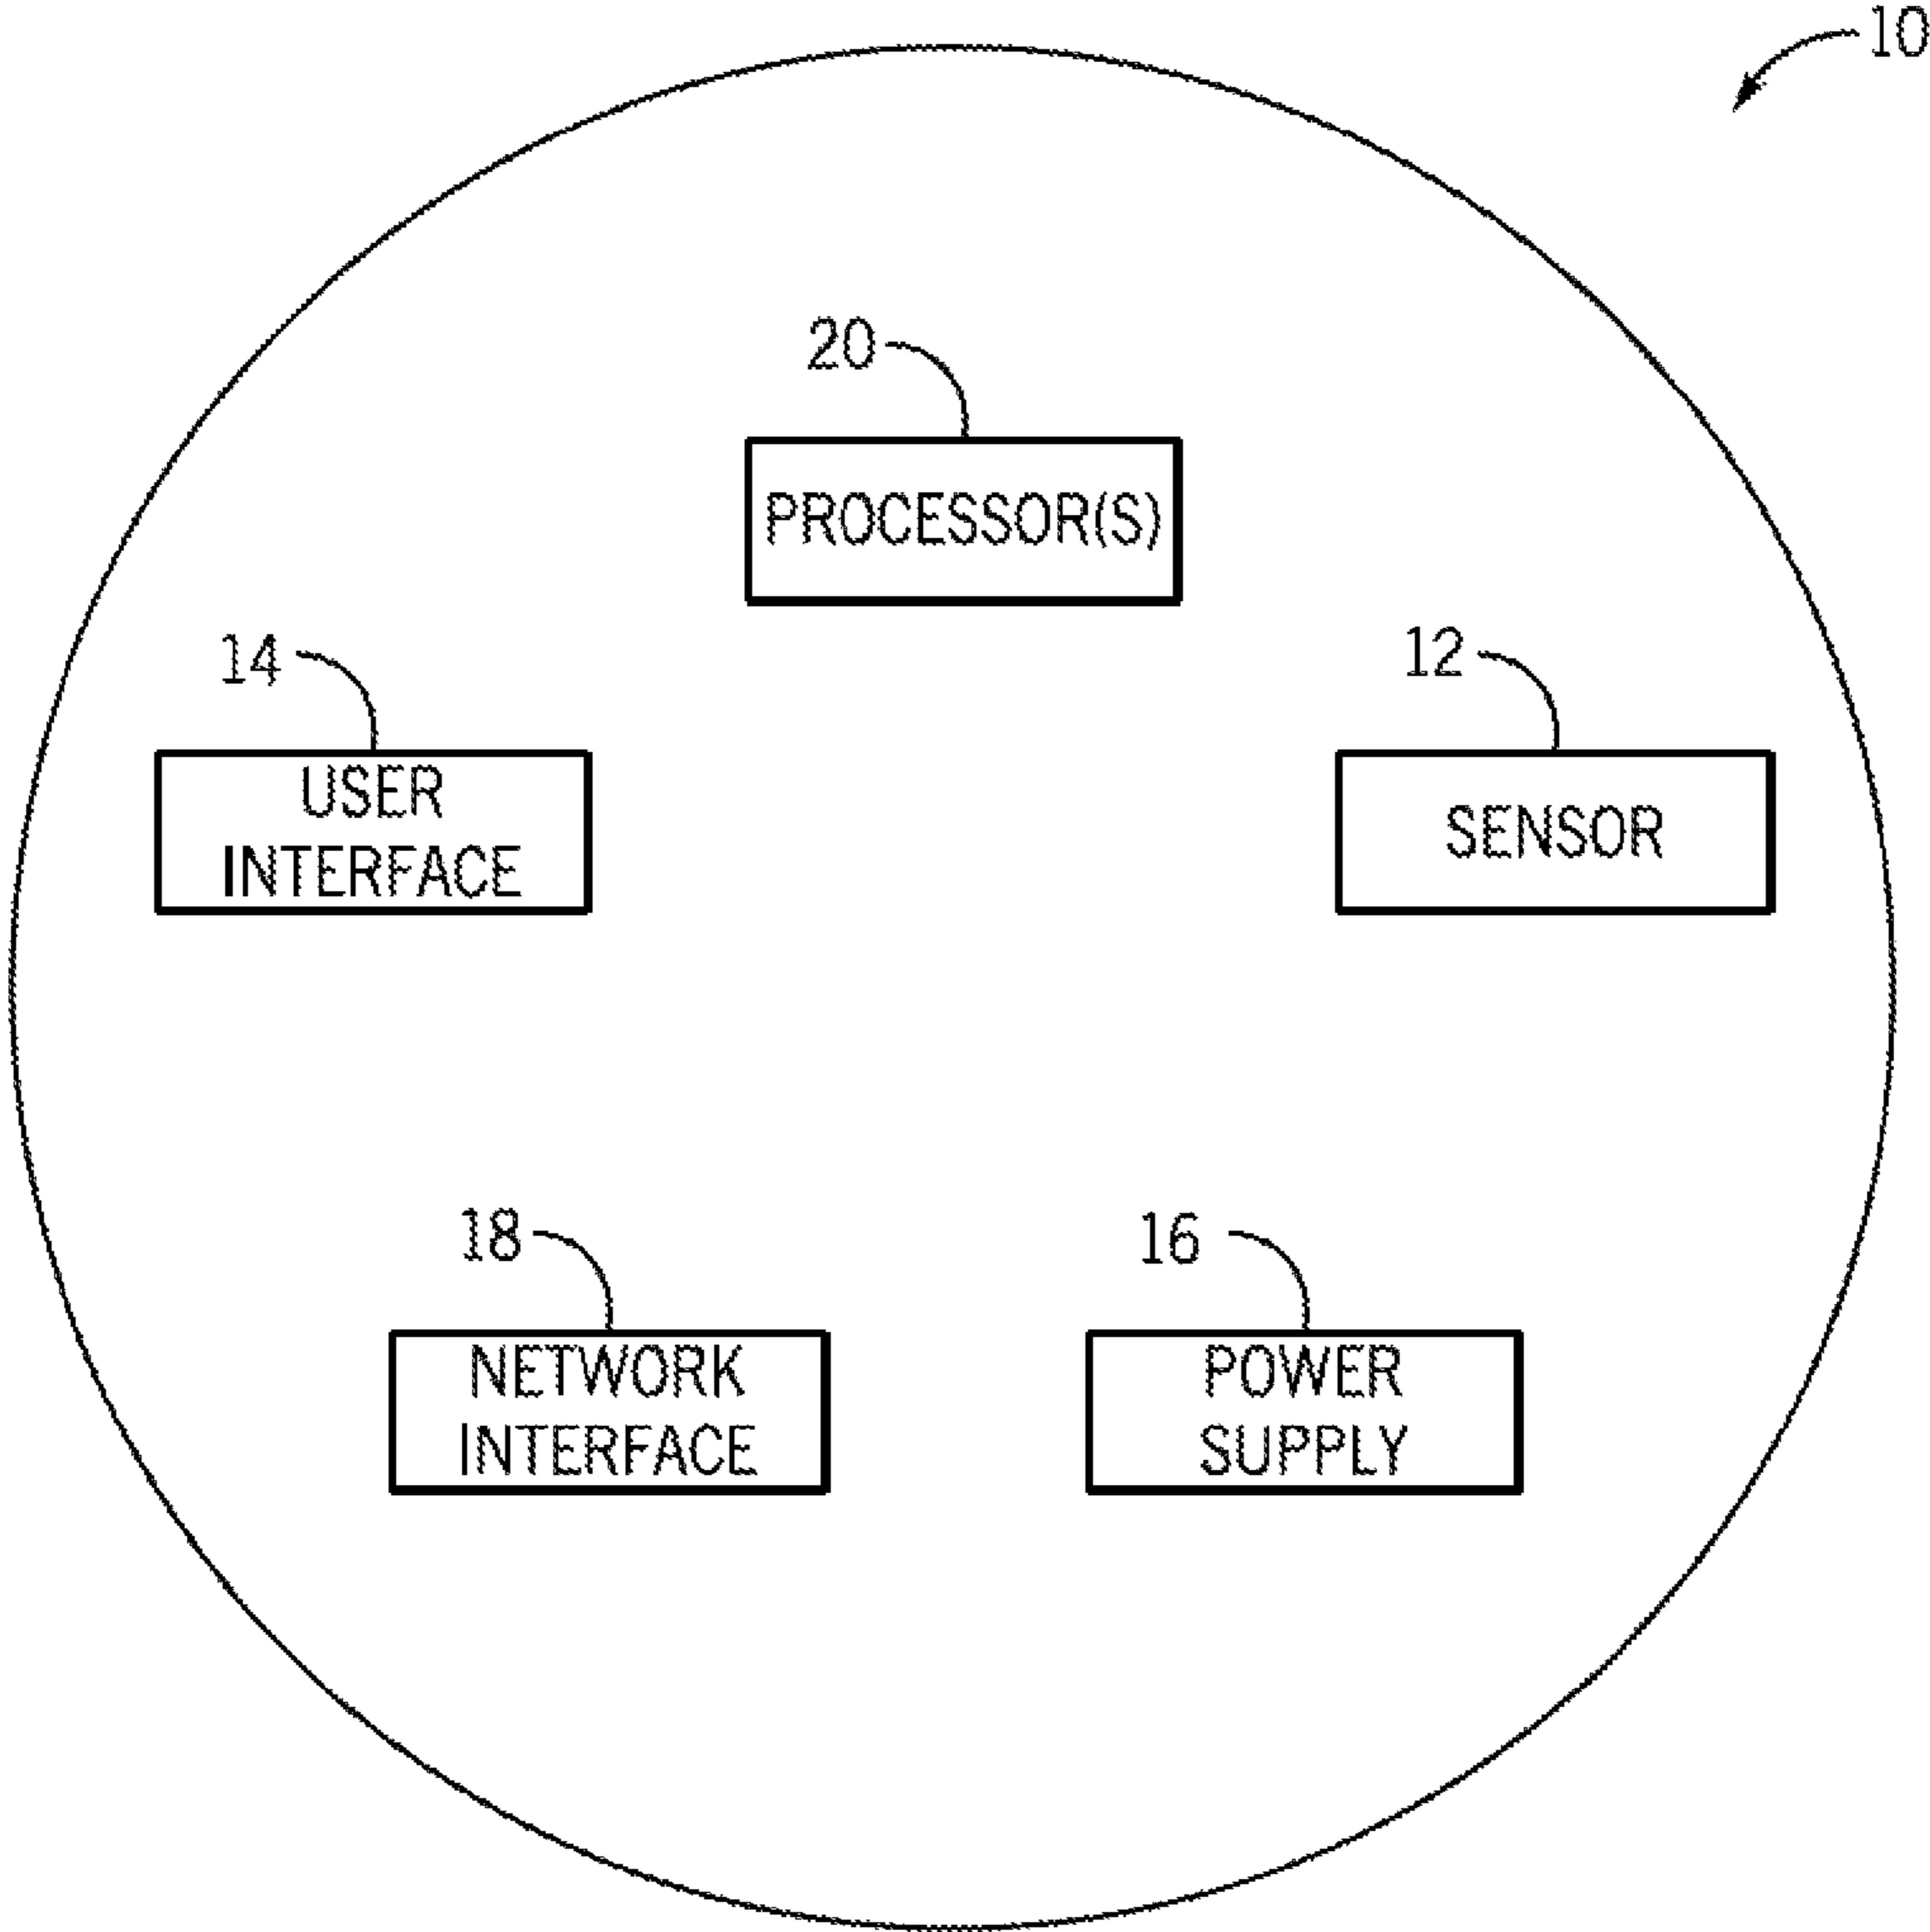 10
20
PROCESSOR(S)
14
USER
INTERFACE
12
SENSOR
18
NETWORK
INTERFACE
16
POWER
SUPPLY